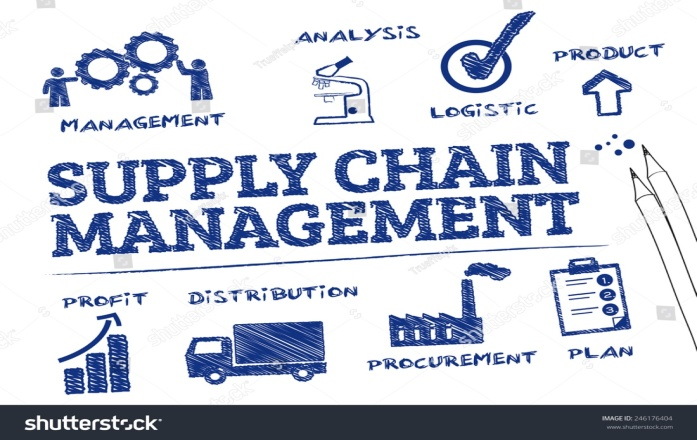 ANALYSIS
PRODUCT
LOGISTIC
MANAGEMENT
SUPPLY CHAIN
MANAGEMENT
PROFIT
DISTRIBUTION
PROCUREMENT
PLAN
1
2
3
shutterstock
IMAGE ID: 246176404
www.shutterstock.com